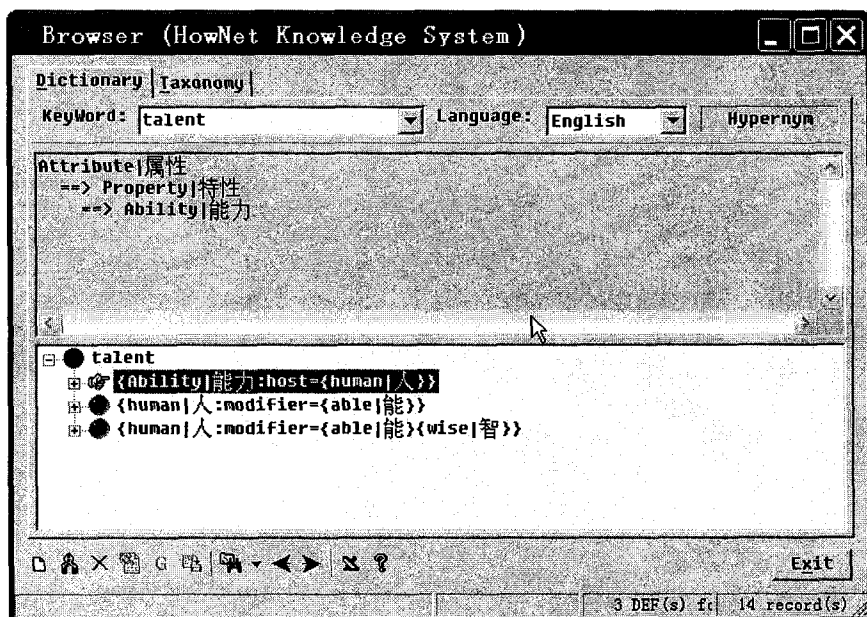 Browser (HowNet Knowledge System)
Dictionary Taxonomy
KeyWord: talent Language: English Hypernym
Attribute|属性
==> Property|特性
==> Ability|能力
talent
{Ability|能力:host={human|人}}
{human|人:modifier={able|能}}
{human|人:modifier={able|能}{wise|智}}
G
Exit
3 DEF(s) fo 14 record(s)